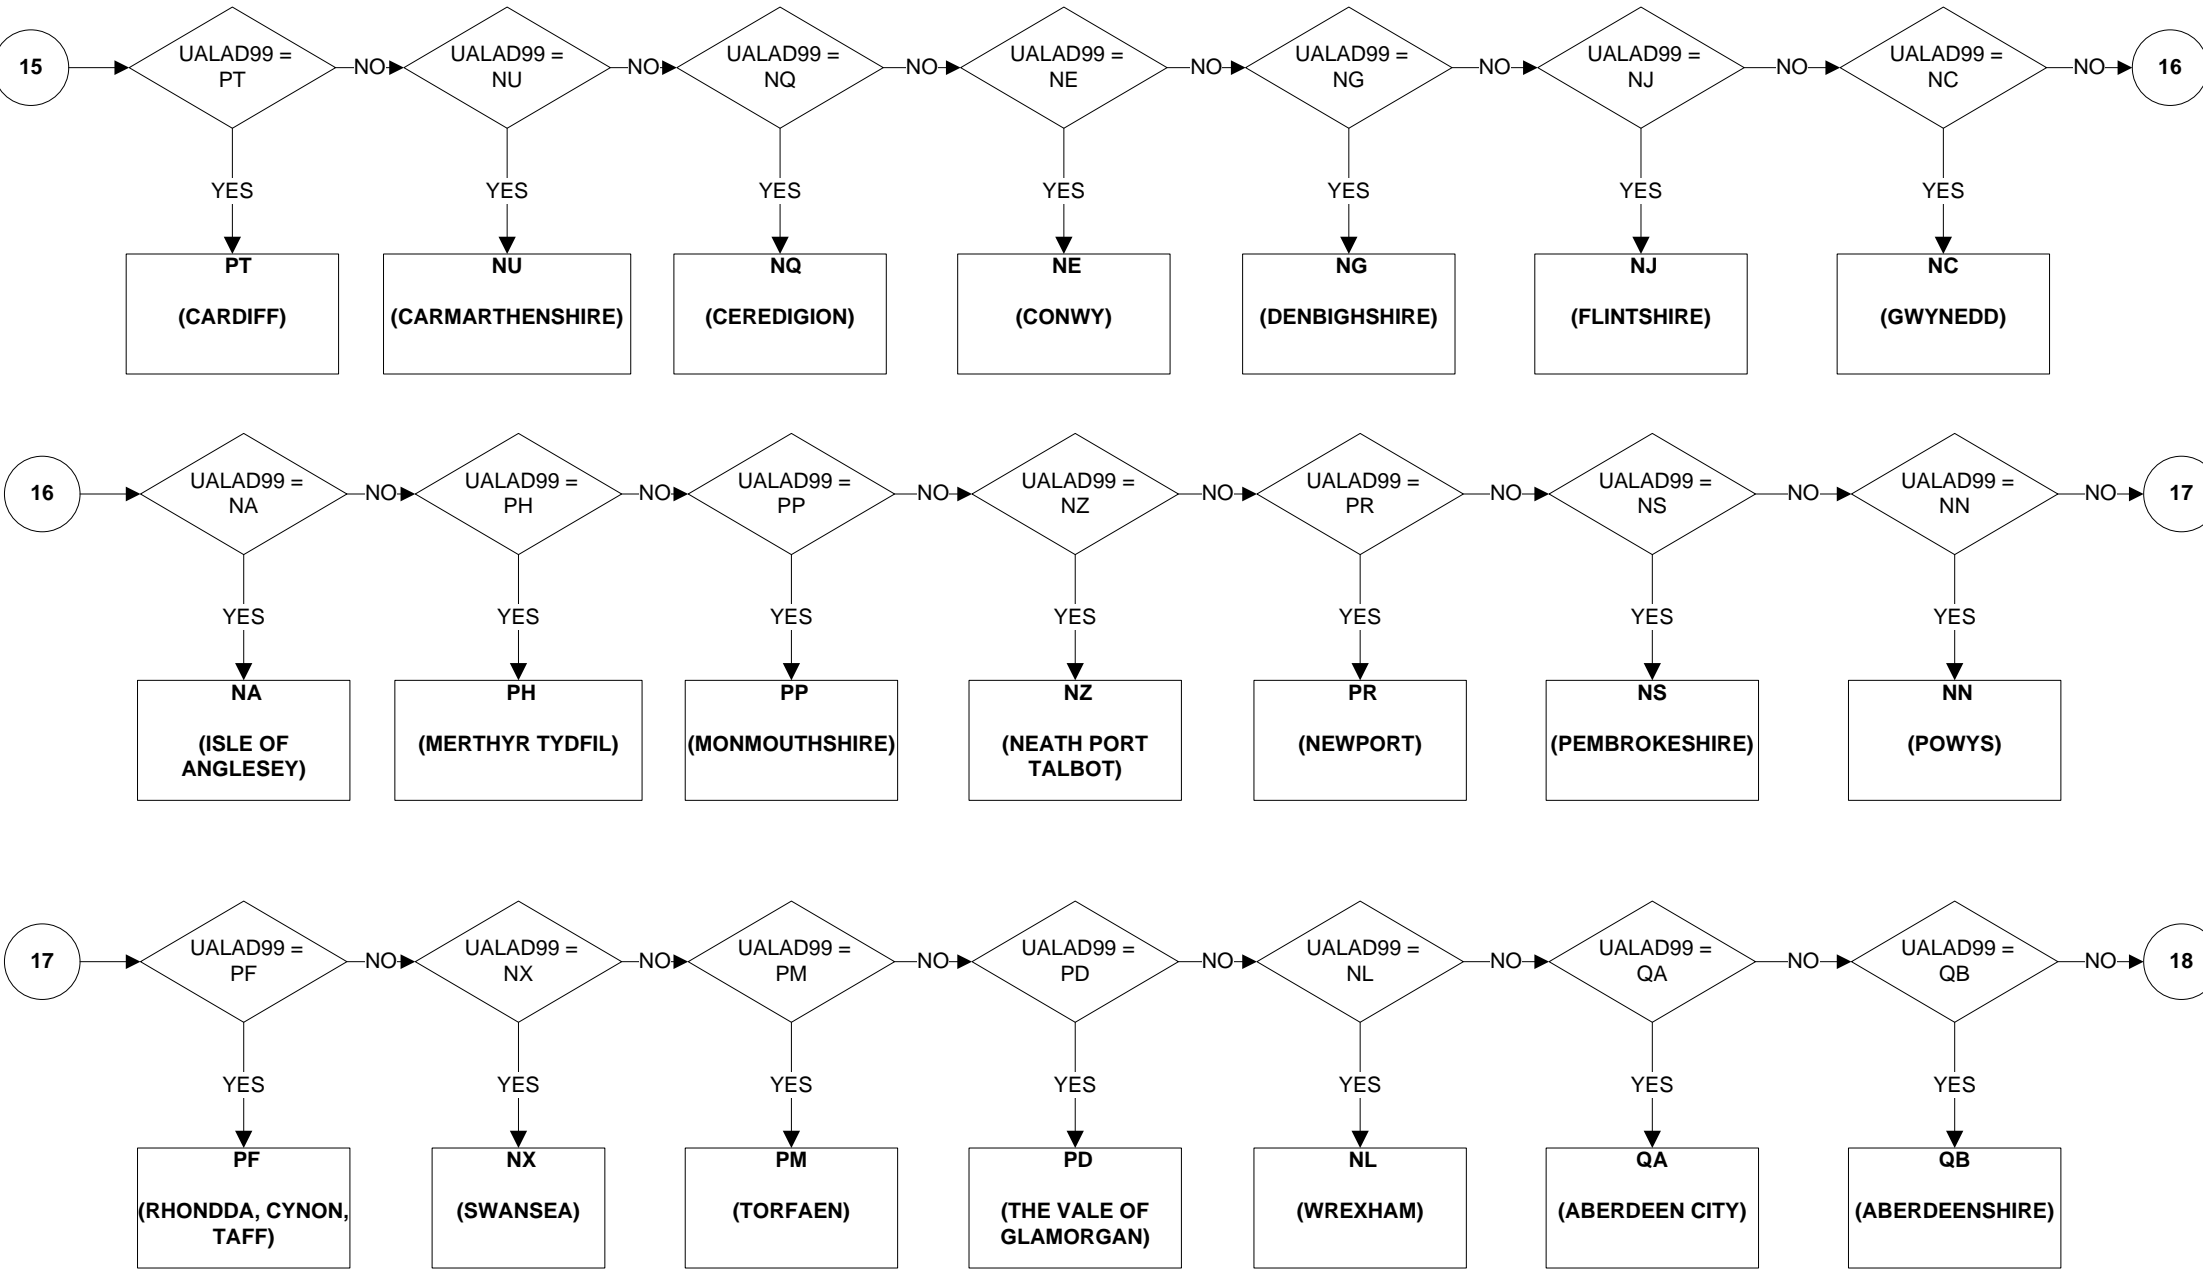 15
UALAD99 =
PT
NO
UALAD99 =
NU
NO
UALAD99 =
NQ
NO
UALAD99 =
NE
NO
UALAD99 =
NG
NO
UALAD99 =
NJ
NO
UALAD99 =
NC
NO
16
YES
YES
YES
YES
YES
YES
YES
PT
(CARDIFF)
NU
(CARMARTHENSHIRE)
NQ
(CEREDIGION)
NE
(CONWY)
NG
(DENBIGHSHIRE)
NJ
(FLINTSHIRE)
NC
(GWYNEDD)
16
UALAD99 =
NA
NO
UALAD99 =
PH
NO
UALAD99 =
PP
NO
UALAD99 =
NZ
NO
UALAD99 =
PR
NO
UALAD99 =
NS
NO
UALAD99 =
NN
NO
17
YES
YES
YES
YES
YES
YES
YES
NA
(ISLE OF
ANGLESEY)
PH
(MERTHYR TYDFIL)
PP
(MONMOUTHSHIRE)
NZ
(NEATH PORT
TALBOT)
PR
(NEWPORT)
NS
(PEMBROKESHIRE)
NN
(POWYS)
17
UALAD99 =
PF
NO
UALAD99 =
NX
NO
UALAD99 =
PM
NO
UALAD99 =
PD
NO
UALAD99 =
NL
NO
UALAD99 =
QA
NO
UALAD99 =
QB
NO
18
YES
YES
YES
YES
YES
YES
YES
PF
(RHONDDA, CYNON,
TAFF)
NX
(SWANSEA)
PM
(TORFAEN)
PD
(THE VALE OF
GLAMORGAN)
NL
(WREXHAM)
QA
(ABERDEEN CITY)
QB
(ABERDEENSHIRE)